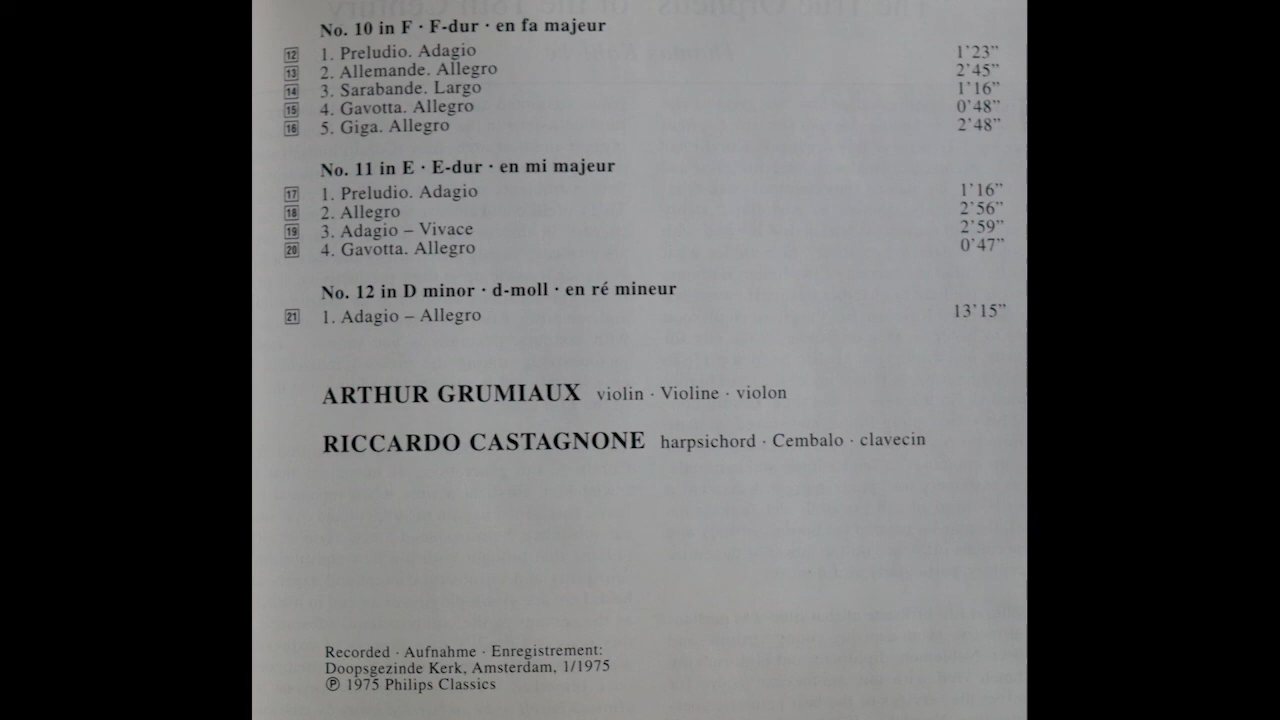 No. 10 in F · F-dur · en fa majeur
12 1. Preludio. Adagio 1'23”
13 2. Allemande. Allegro 2'45”
14 3. Sarabande. Largo 1'16”
15 4. Gavotta. Allegro 0'48”
16 5. Giga. Allegro 2'48”
No. 11 in E · E-dur · en mi majeur
17 1. Preludio. Adagio 1'16”
18 2. Allegro 2'56”
19 3. Adagio – Vivace 2'59”
20 4. Gavotta. Allegro 0'47”
No. 12 in D minor · d-moll · en ré mineur
21 1. Adagio – Allegro 13'15”
ARTHUR GRUMIAUX violin · Violine · violon
RICCARDO CASTAGNONE harpsichord · Cembalo · clavecin
Recorded · Aufnahme · Enregistrement:
Doopsgezinde Kerk, Amsterdam, 1/1975
℗ 1975 Philips Classics